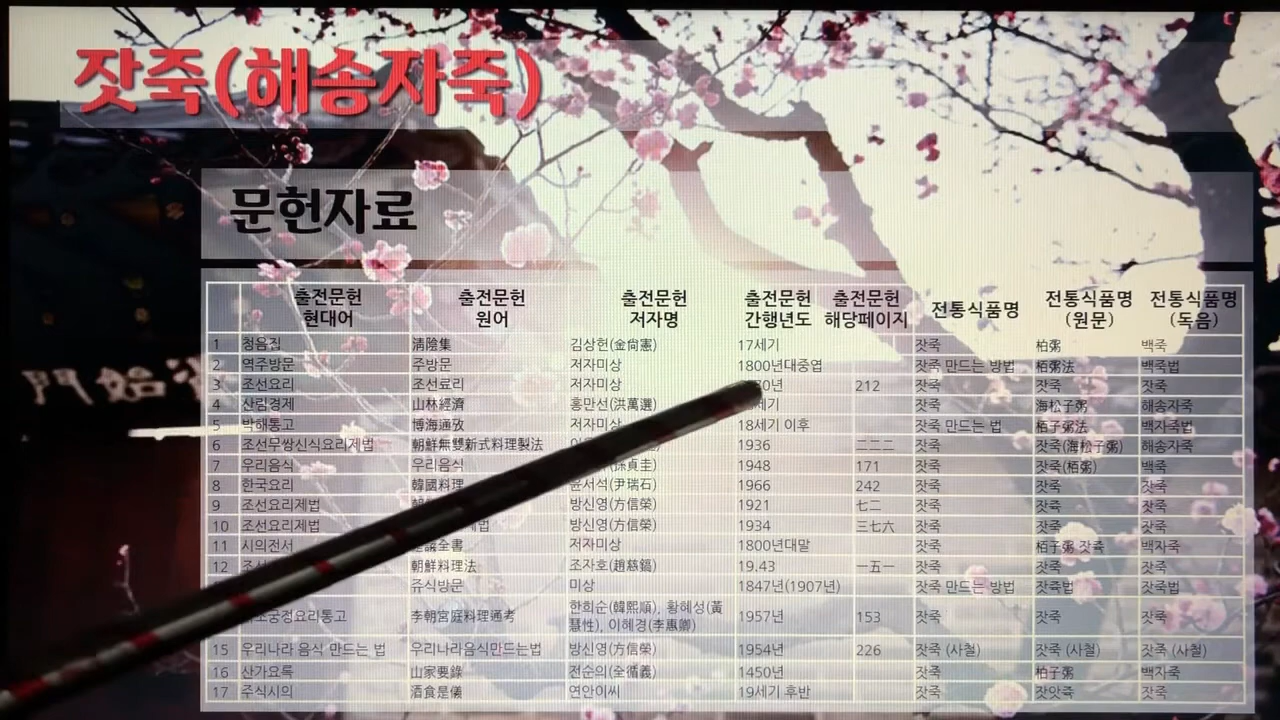 잣죽(해송자죽)
문헌자료
출전문헌 현대어 출전문헌 원어 출전문헌 저자명 출전문헌 간행년도 출전문헌 해당페이지 전통식품명 전통식품명 (원문) 전통식품명 (독음)
門 始
1 청음집 淸陰集 김상헌(金尙憲) 17세기 잣죽 柏粥 백죽
2 역주방문 주방문 저자미상 1800년대중엽 잣죽 만드는 방법 栢粥法 백죽법
3 조선요리 조선료리 저자미상 212 잣죽 잣죽 잣죽
4 산림경제 山林經濟 홍만선(洪萬選) 잣죽 海松子粥 해송자죽
5 박해통고 博海通攷 저자미상 18세기 이후 잣죽 만드는 법 栢子粥法 백자죽법
6 조선무쌍신식요리제법 朝鮮無雙新式料理製法 1936 二二二 잣죽 잣죽(海松子粥) 해송자죽
7 우리음식 우리음식 1948 171 잣죽 잣죽(栢粥) 백죽
8 한국요리 韓國料理 윤서석(尹瑞石) 1966 242 잣죽 잣죽 잣죽
9 조선요리제법 방신영(方信榮) 1921 七二 잣죽 잣쥭 잣죽
10 조선요리제법 방신영(方信榮) 1934 三七六 잣죽 잣죽 잣죽
11 시의전서 저자미상 1800년대말 잣죽 栢子粥 잣쥭 백자죽
12 朝鮮料理法 조자호(趙慈鎬) 19.43 一五一 잣죽 잣죽 잣죽
주식방문 미상 1847년(1907년) 잣죽 만드는 방법 잣쥭법 잣죽법
李朝宮庭料理通考 한희순(韓熙順), 황혜성(黃慧性), 이혜경(李惠卿) 1957년 153 잣죽 잣죽 잣죽
15 우리나라 음식 만드는 법 우리나라음식만드는법 방신영(方信榮) 1954년 226 잣죽 (사철) 잣죽 (사철) 잣죽 (사철)
16 산가요록 山家要錄 전순의(全循義) 1450년 잣죽 栢子粥 백자죽
17 주식시의 酒食是儀 연안이씨 19세기 후반 잣죽 잣앗쥭 잣죽